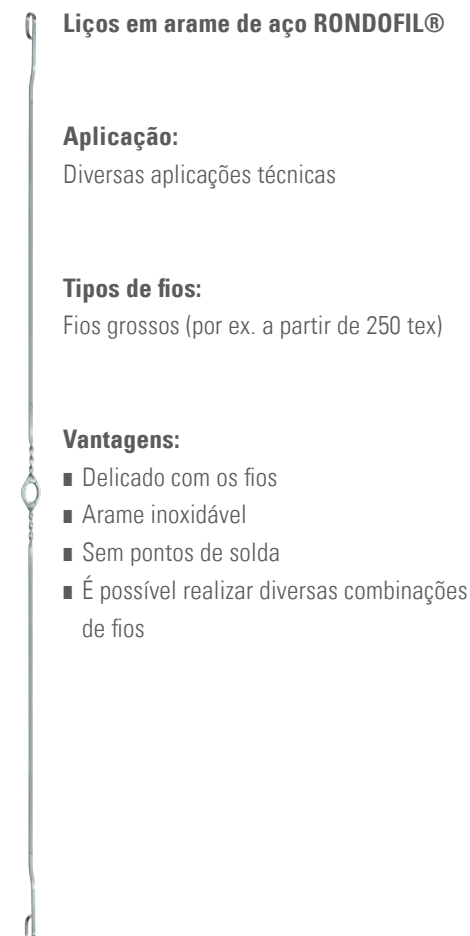 Liços em arame de aço RONDOFIL®
Aplicação:
Diversas aplicações técnicas
Tipos de fios:
Fios grossos (por ex. a partir de 250 tex)
Vantagens:
■ Delicado com os fios
■ Arame inoxidável
■ Sem pontos de solda
■ É possível realizar diversas combinações
de fios